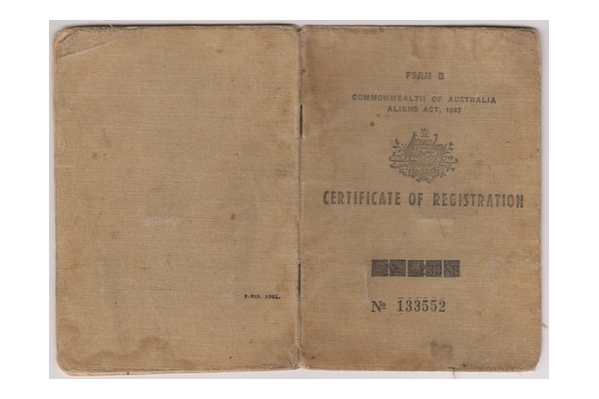 FORM B
COMMONWEALTH OF AUSTRALIA
ALIENS ACT, 1947
CERTIFICATE OF REGISTRATION
Nº 133552